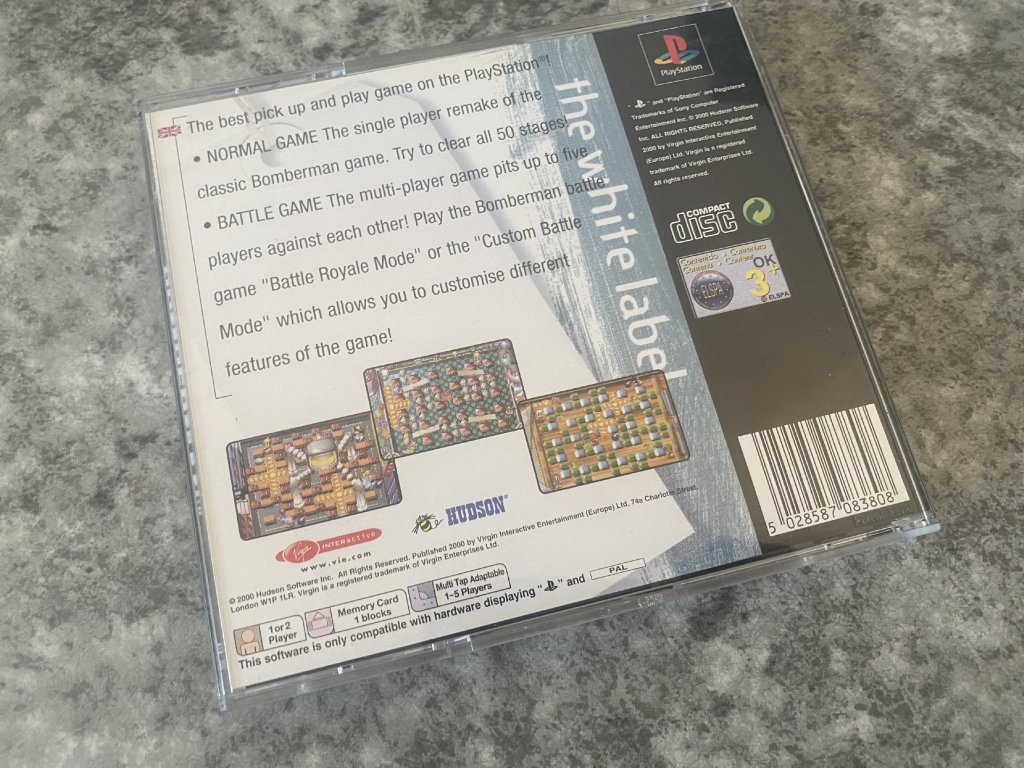 The best pick up and play game on the PlayStation®!
• NORMAL GAME The single player remake of the
classic Bomberman game. Try to clear all 50 stages!
• BATTLE GAME The multi-player game pits up to five
players against each other! Play the Bomberman battle
game "Battle Royale Mode" or the "Custom Battle
Mode" which allows you to customise different
features of the game!
the white label
PlayStation
" " and "PlayStation" are Registered
Trademarks of Sony Computer
Entertainment Inc. © 2000 Hudson Software
Inc. ALL RIGHTS RESERVED. Published
2000 by Virgin Interactive Entertainment
(Europe) Ltd. Virgin is a registered
trademark of Virgin Enterprises Ltd.
All rights reserved.
COMPACT
disc
Contenido - Contenpro
Contenu - Content
ELSPA
OK
3+
© ELSPA
5 028587 083808
Virgin INTERACTIVE
www.vie.com
HUDSON®
© 2000 Hudson Software Inc. All Rights Reserved. Published 2000 by Virgin Interactive Entertainment (Europe) Ltd, 74a Charlotte Street,
London W1P 1LR. Virgin is a registered trademark of Virgin Enterprises Ltd.
1 or 2
Player
Memory Card
1 blocks
Multi Tap Adaptable
1~5 Players
This software is only compatible with hardware displaying " " and PAL